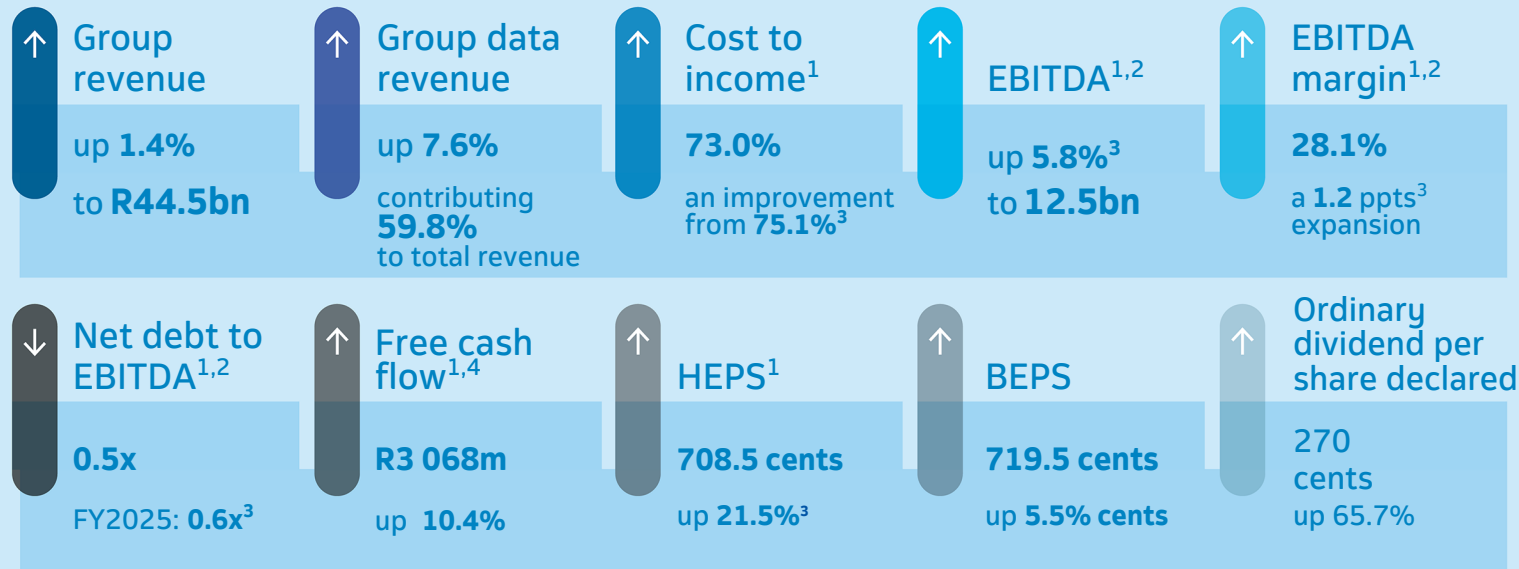 Group
revenue
up 1.4%
to R44.5bn
Group data
revenue
up 7.6%
contributing
59.8%
to total revenue
Cost to
income1
73.0%
an improvement
from 75.1%3
EBITDA1,2
up 5.8%3
to 12.5bn
EBITDA
margin1,2
28.1%
a 1.2 ppts3
expansion
Net debt to
EBITDA1,2
0.5x
FY2025: 0.6x3
Free cash
flow1,4
R3 068m
up 10.4%
HEPS1
708.5 cents
up 21.5%3
BEPS
719.5 cents
up 5.5% cents
Ordinary
dividend per
share declared
270
cents
up 65.7%